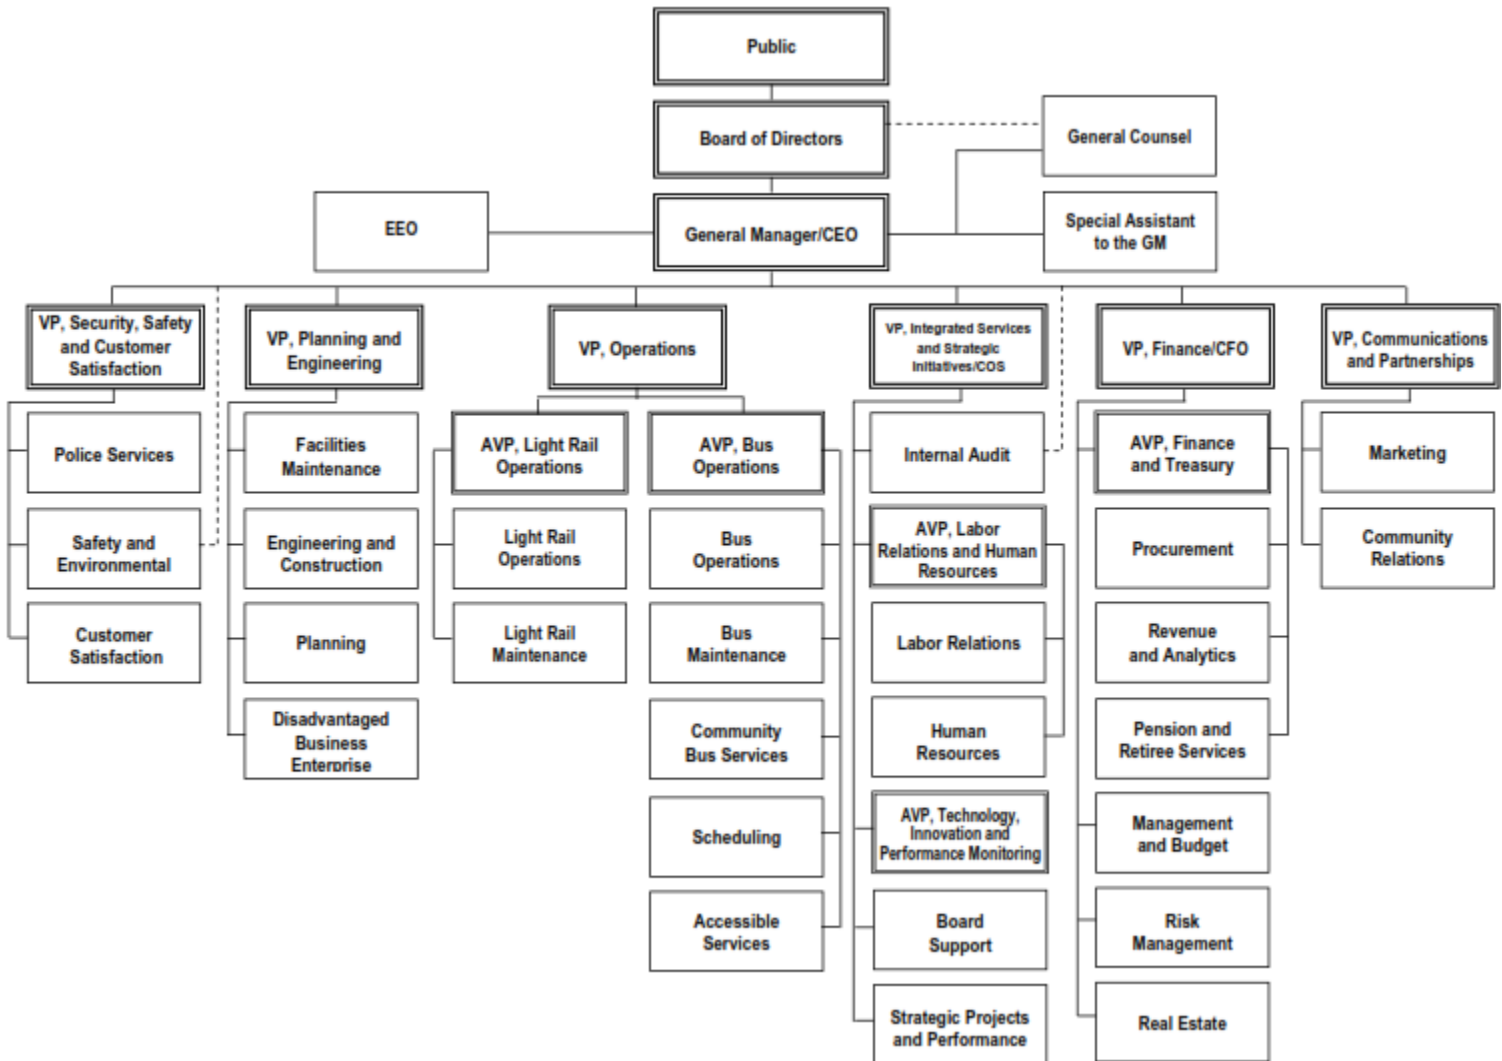 Public
Board of Directors
General Counsel
EEO
General Manager/CEO
Special Assistant
to the GM
VP, Security, Safety
and Customer
Satisfaction
VP, Planning and
Engineering
VP, Operations
VP, Integrated Services
and Strategic
Initiatives/COS
VP, Finance/CFO
VP, Communications
and Partnerships
Police Services
Facilities
Maintenance
AVP, Light Rail
Operations
AVP, Bus
Operations
Internal Audit
AVP, Finance
and Treasury
Marketing
Safety and
Environmental
Engineering and
Construction
Light Rail
Operations
Bus
Operations
AVP, Labor
Relations and Human
Resources
Procurement
Community
Relations
Customer
Satisfaction
Planning
Light Rail
Maintenance
Bus
Maintenance
Labor Relations
Revenue
and Analytics
Disadvantaged
Business
Enterprise
Community
Bus Services
Human
Resources
Pension and
Retiree Services
Scheduling
AVP, Technology,
Innovation and
Performance Monitoring
Management
and Budget
Accessible
Services
Board
Support
Risk
Management
Strategic Projects
and Performance
Real Estate